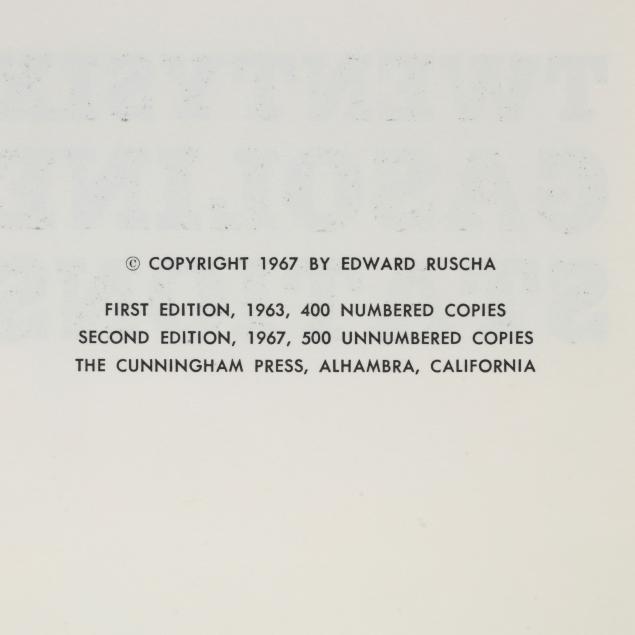 © COPYRIGHT 1967 BY EDWARD RUSCHA
FIRST EDITION, 1963, 400 NUMBERED COPIES
SECOND EDITION, 1967, 500 UNNUMBERED COPIES
THE CUNNINGHAM PRESS, ALHAMBRA, CALIFORNIA